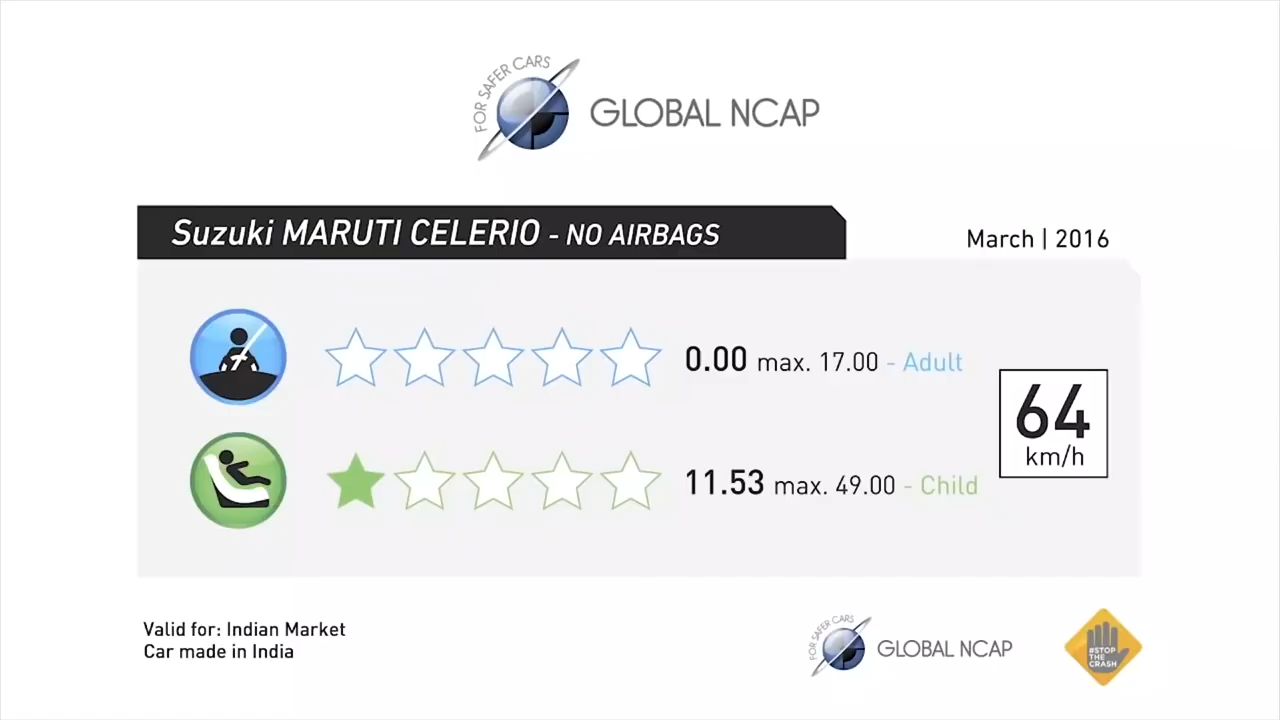 FOR SAFER CARS
GLOBAL NCAP
Suzuki MARUTI CELERIO - NO AIRBAGS
March | 2016
0.00 max. 17.00 - Adult
11.53 max. 49.00 - Child
64
km/h
Valid for: Indian Market
Car made in India
FOR SAFER CARS
GLOBAL NCAP
#STOP
THE
CRASH